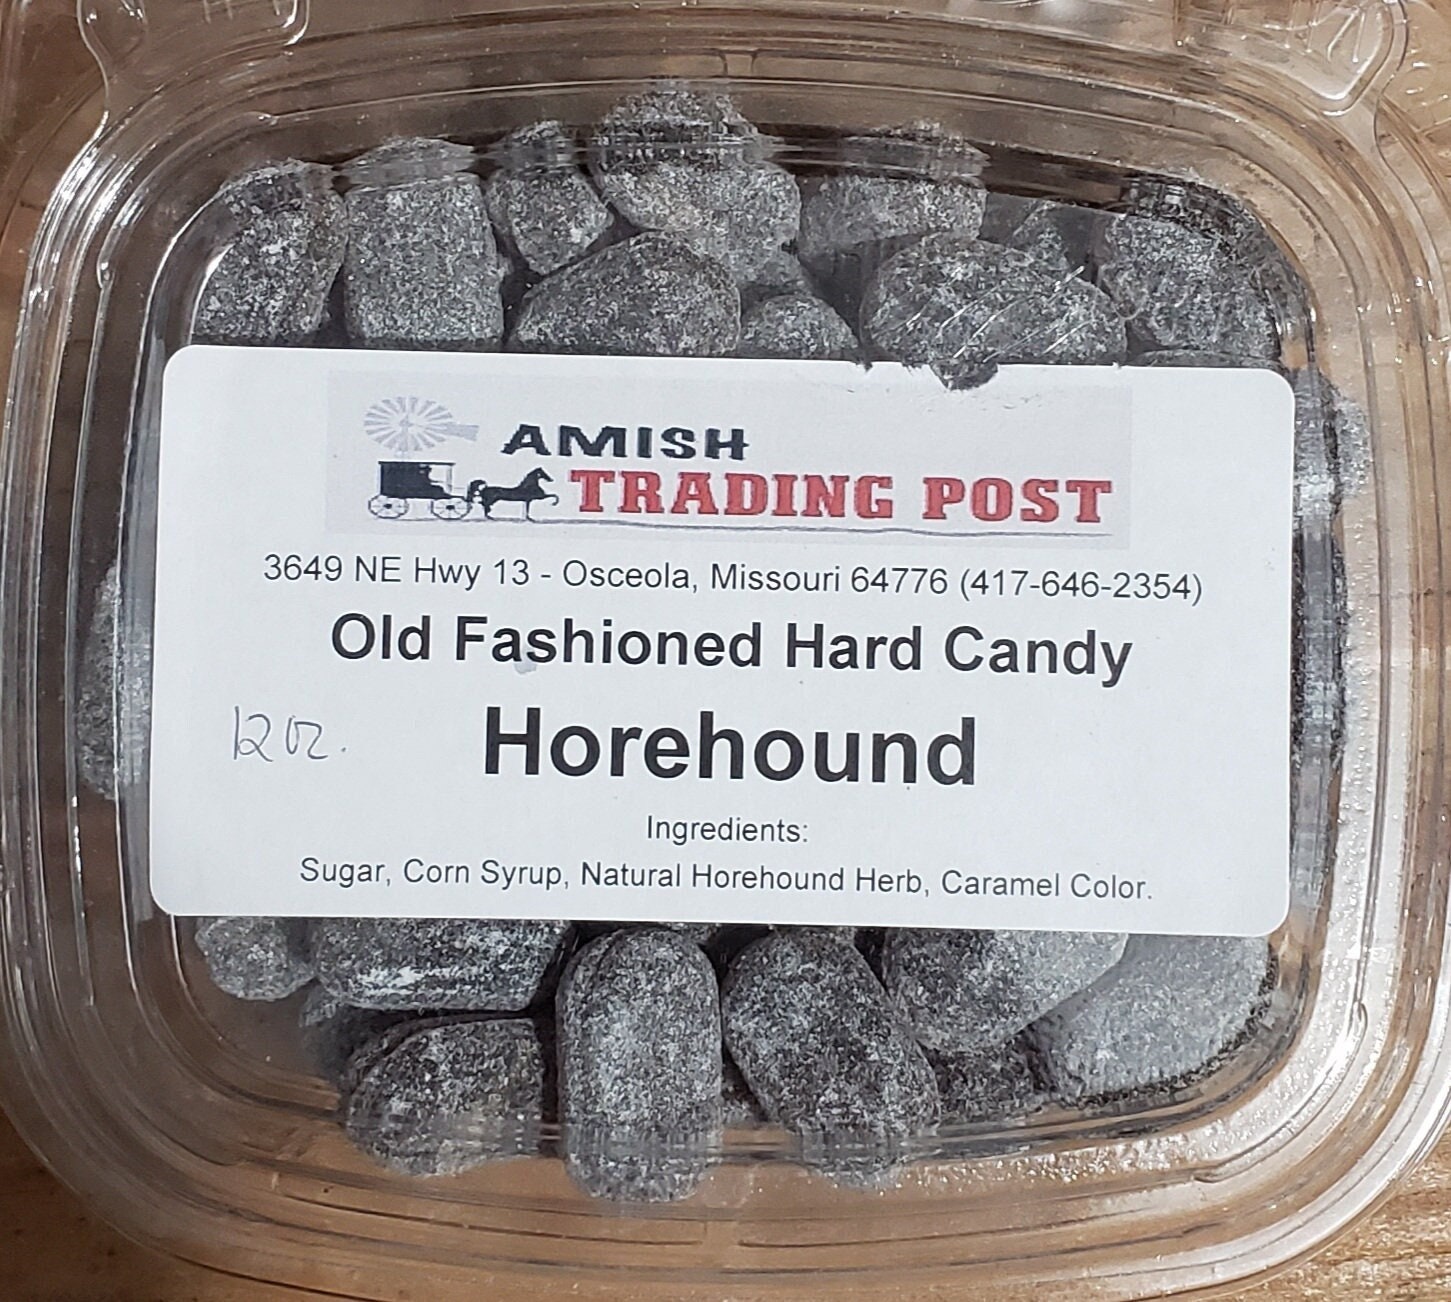 AMISH
TRADING POST
3649 NE Hwy 13 - Osceola, Missouri 64776 (417-646-2354)
Old Fashioned Hard Candy
12 oz.
Horehound
Ingredients:
Sugar, Corn Syrup, Natural Horehound Herb, Caramel Color.